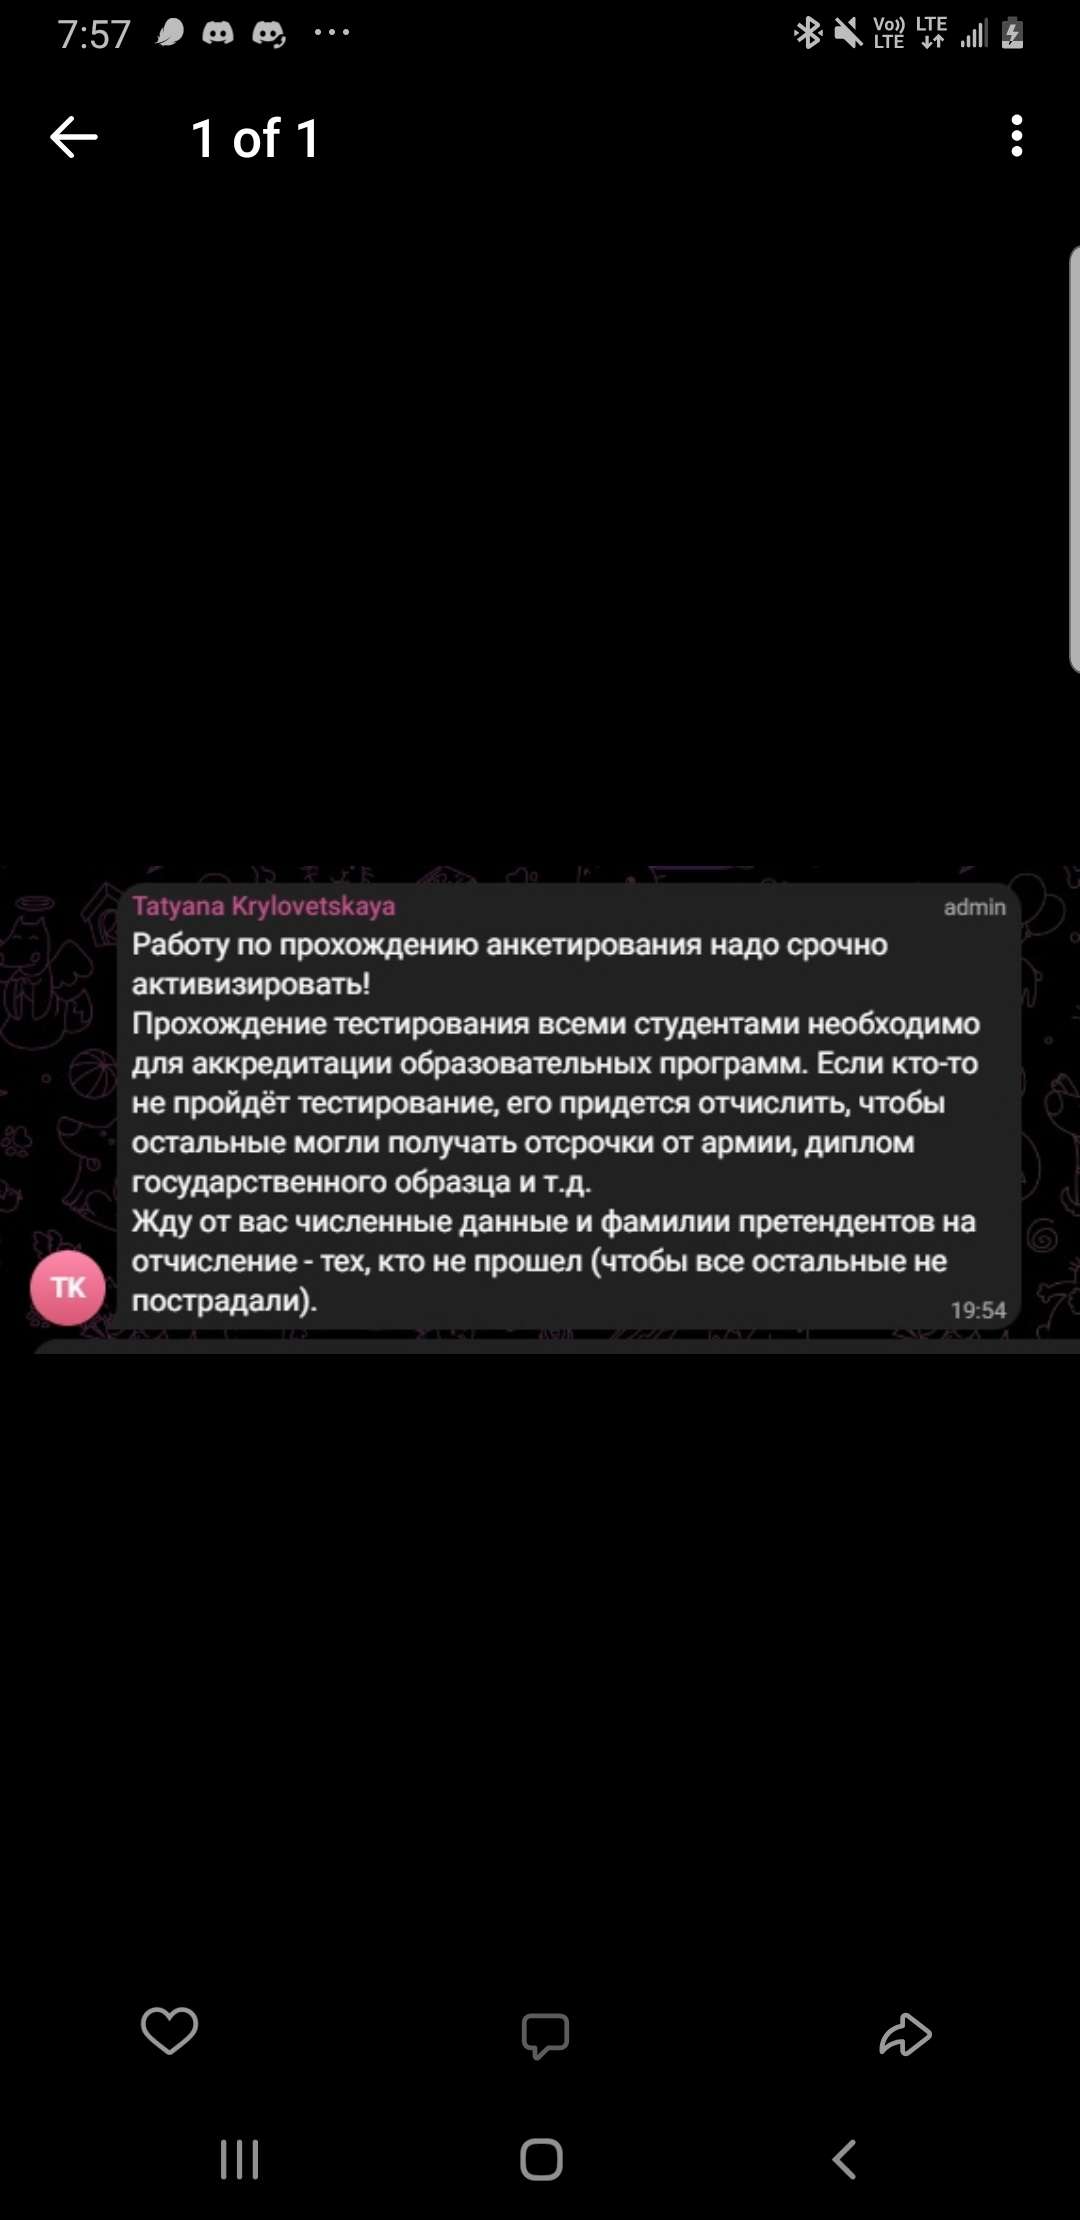 7:57
Vo)) LTE
LTE
1 of 1
Tatyana Krylovetskaya admin
Работу по прохождению анкетирования надо срочно
активизировать!
Прохождение тестирования всеми студентами необходимо
для аккредитации образовательных программ. Если кто-то
не пройдёт тестирование, его придется отчислить, чтобы
остальные могли получать отсрочки от армии, диплом
государственного образца и т.д.
Жду от вас численные данные и фамилии претендентов на
отчисление - тех, кто не прошел (чтобы все остальные не
пострадали).
TK
19:54